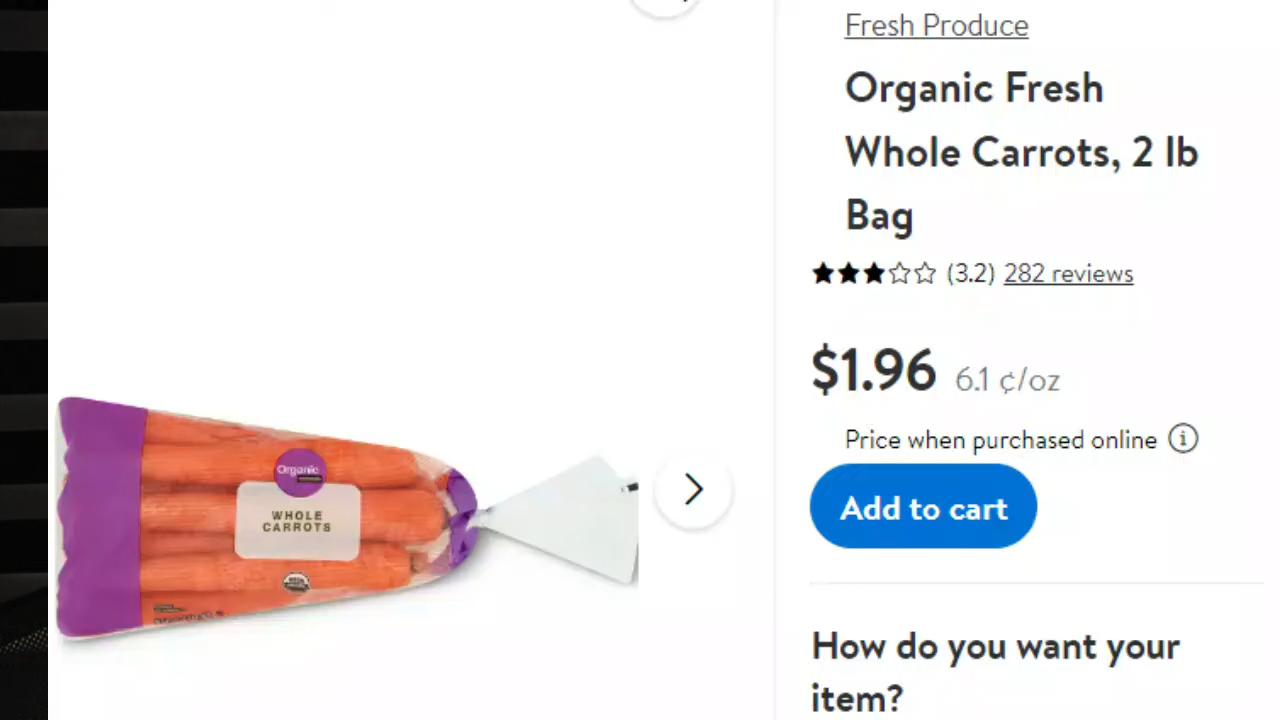 Fresh Produce
Organic Fresh
Whole Carrots, 2 lb
Bag
(3.2) 282 reviews
$1.96 6.1 ¢/oz
Price when purchased online
Add to cart
How do you want your
item?
Organic
WHOLE
CARROTS